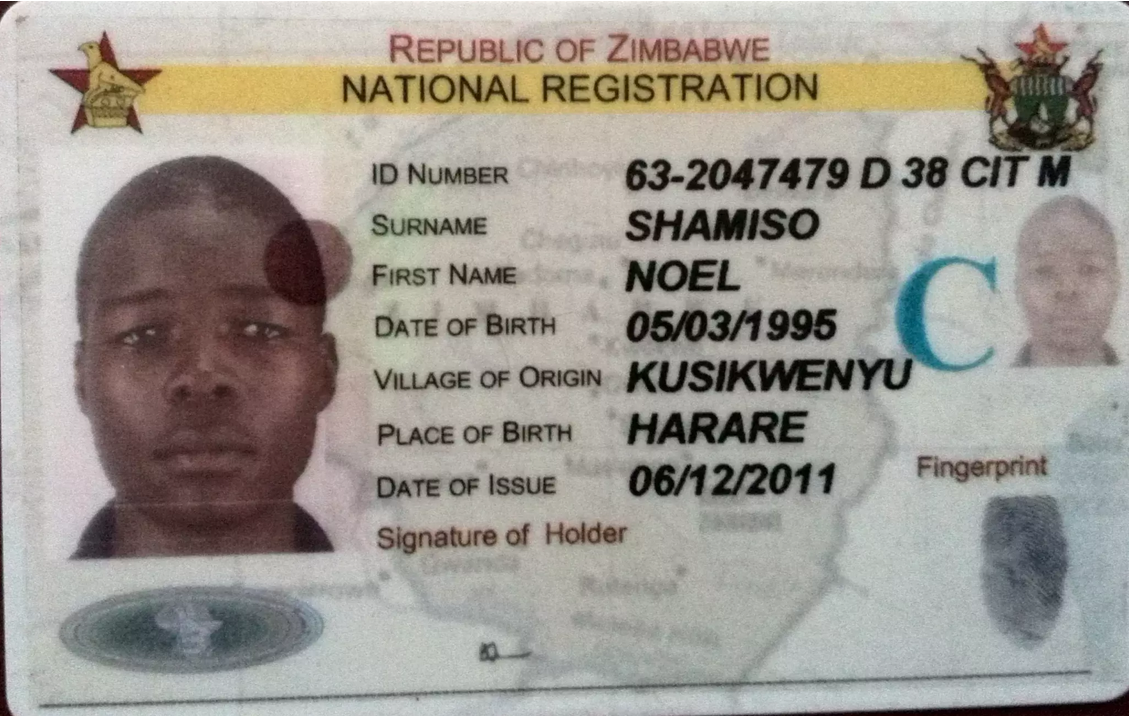 REPUBLIC OF ZIMBABWE
NATIONAL REGISTRATION
ID NUMBER 63-2047479 D 38 CIT M
SURNAME SHAMISO
FIRST NAME NOEL
DATE OF BIRTH 05/03/1995
C
VILLAGE OF ORIGIN KUSIKWENYU
PLACE OF BIRTH HARARE
Fingerprint
DATE OF ISSUE 06/12/2011
Signature of Holder
Gwanda
Rutenga